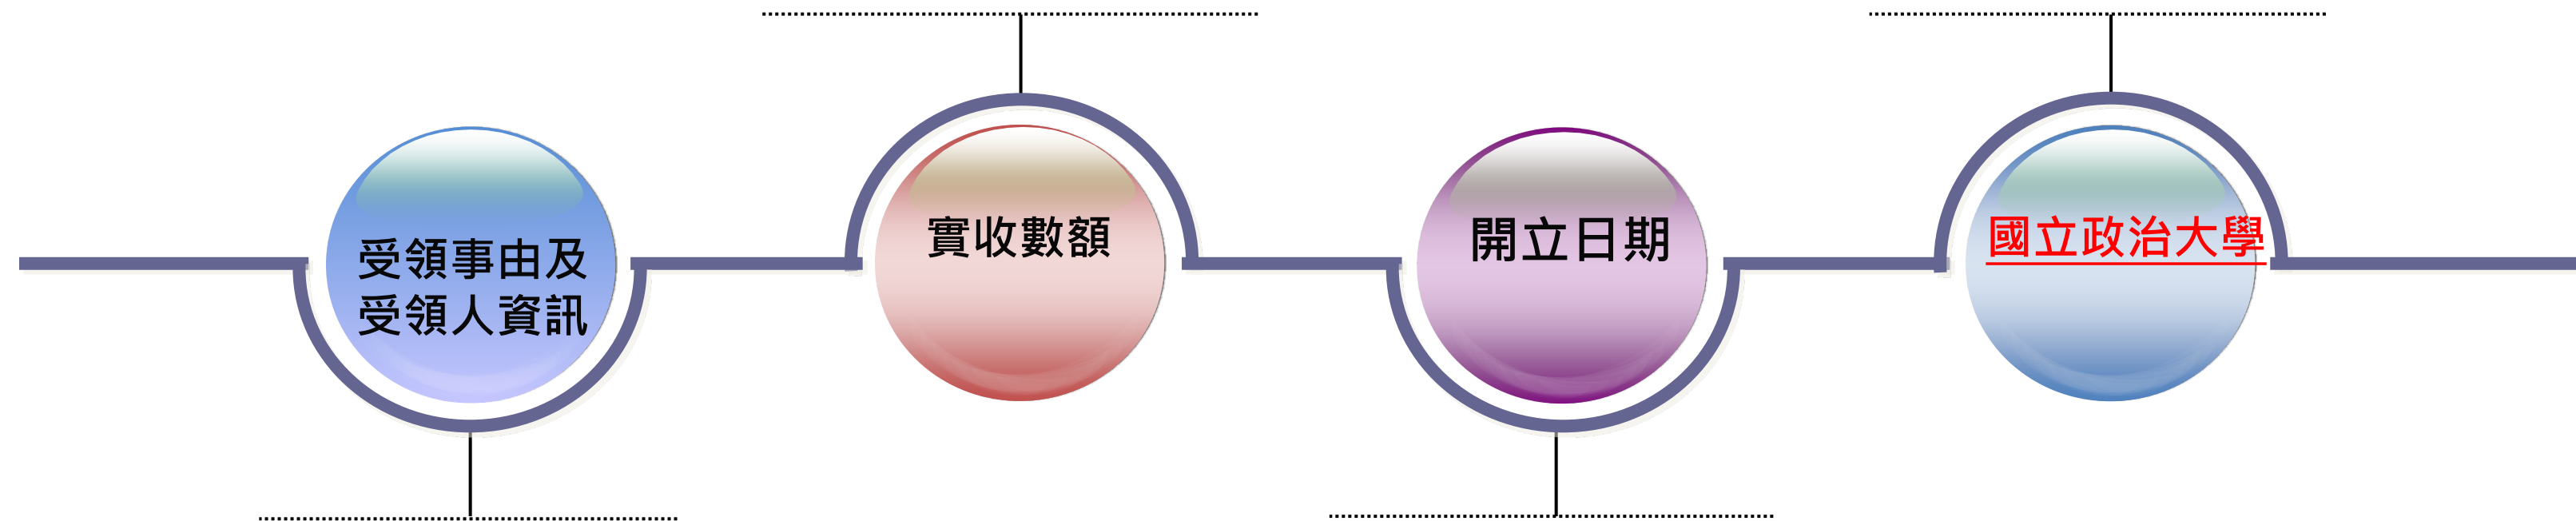 受領事由及
受領人資訊
實收數額
開立日期
國立政治大學